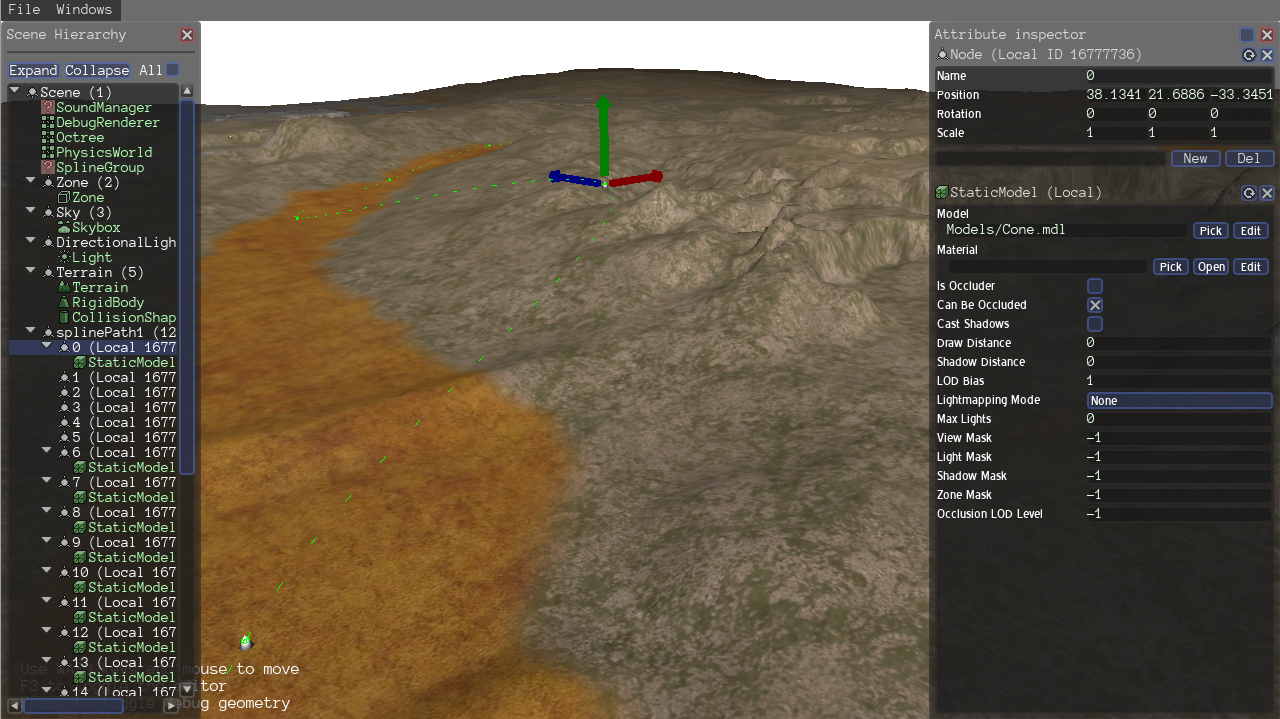 File Windows
Scene Hierarchy
Expand Collapse All
Scene (1)
SoundManager
DebugRenderer
Octree
PhysicsWorld
SplineGroup
Zone (2)
Zone
Sky (3)
Skybox
DirectionalLigh
Light
Terrain (5)
Terrain
RigidBody
CollisionShap
splinePath1 (12
0 (Local 1677
StaticModel
1 (Local 1677
2 (Local 1677
3 (Local 1677
4 (Local 1677
5 (Local 1677
6 (Local 1677
StaticModel
7 (Local 1677
StaticModel
8 (Local 1677
StaticModel
9 (Local 1677
StaticModel
10 (Local 167
StaticModel
11 (Local 167
StaticModel
12 (Local 167
StaticModel
13 (Local 167
StaticModel
14 (Local 167
Use mouse to move
F3 itor
bug geometry
Attribute inspector
Node (Local ID 16777736)
Name 0
Position 38.1341 21.6886 -33.3451
Rotation 0 0 0
Scale 1 1 1
New Del
StaticModel (Local)
Model
Models/Cone.mdl Pick Edit
Material
Pick Open Edit
Is Occluder
Can Be Occluded
Cast Shadows
Draw Distance 0
Shadow Distance 0
LOD Bias 1
Lightmapping Mode None
Max Lights 0
View Mask -1
Light Mask -1
Shadow Mask -1
Zone Mask -1
Occlusion LOD Level -1